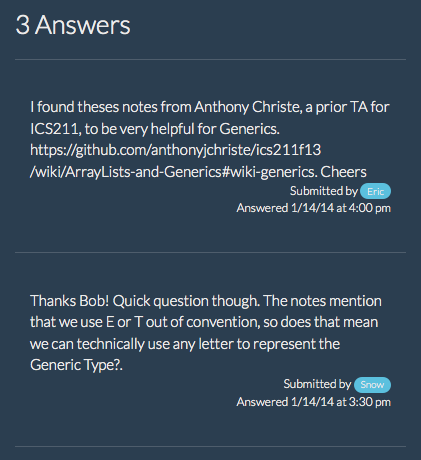 3 Answers
I found theses notes from Anthony Christe, a prior TA for
ICS211, to be very helpful for Generics.
https://github.com/anthonyjchriste/ics211f13
/wiki/ArrayLists-and-Generics#wiki-generics. Cheers
Submitted by Eric
Answered 1/14/14 at 4:00 pm
Thanks Bob! Quick question though. The notes mention
that we use E or T out of convention, so does that mean
we can technically use any letter to represent the
Generic Type?.
Submitted by Snow
Answered 1/14/14 at 3:30 pm